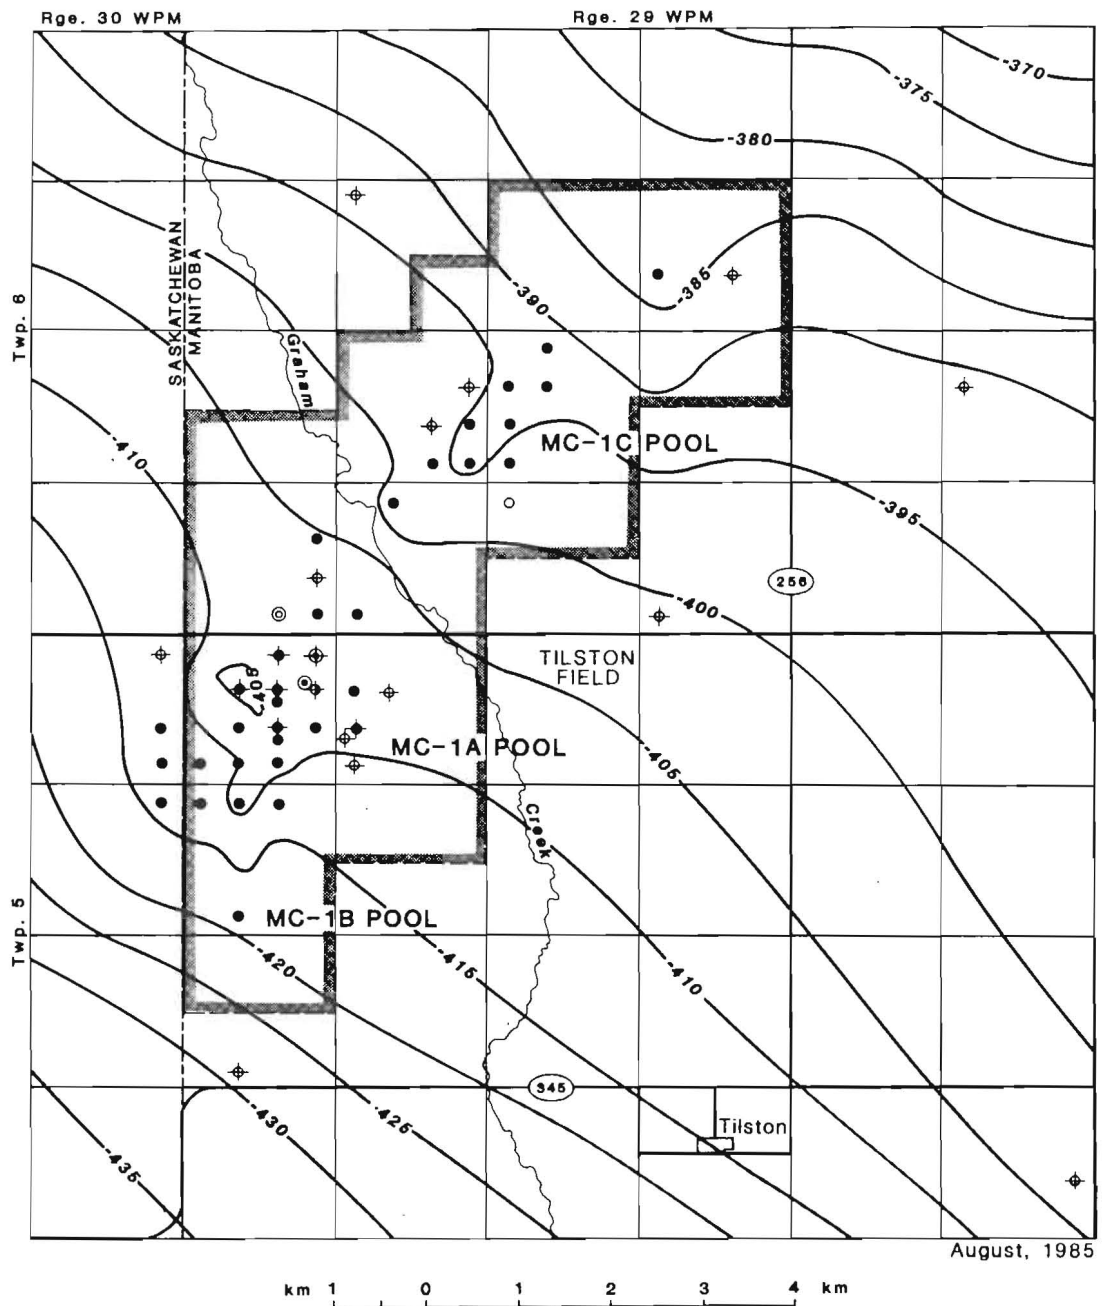 Rge. 30 WPM
Rge. 29 WPM
-370
-375
-380
SASKATCHEWAN
MANITOBA
Twp. 6
-385
-390
Graham
MC-1C POOL
-410
-395
256
-400
TILSTON
FIELD
-405
MC-1A POOL
-405
Creek
Twp. 5
MC-1B POOL
-420
-415
-410
345
-430
-425
Tilston
-435
August, 1985
km 1 0 1 2 3 4 km